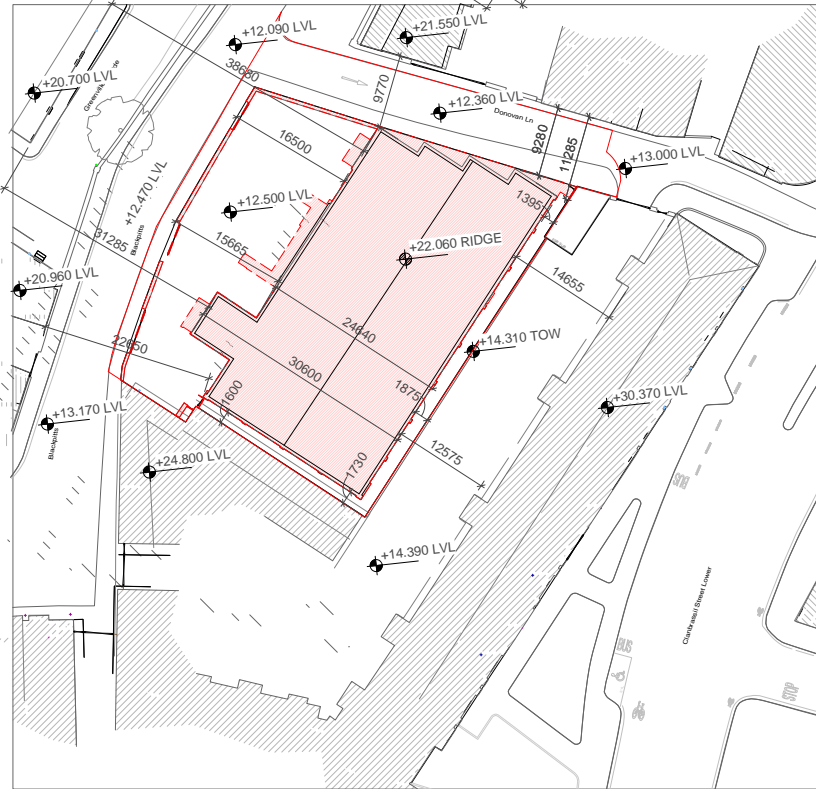 +12.090 LVL
+21.550 LVL
38680
+20.700 LVL
9770
+12.360 LVL
Donovan Ln
16500
9280
11285
+13.000 LVL
+12.470 LVL
+12.500 LVL
1395
Blackpitts
31285
15665
+22.060 RIDGE
+20.960 LVL
14655
22650
24640
+14.310 TOW
30600
1875
1600
+30.370 LVL
+13.170 LVL
Blackpitts
12575
+24.800 LVL
1730
BUS
+14.390 LVL
Clanbrassil Street Lower
BUS
STOP